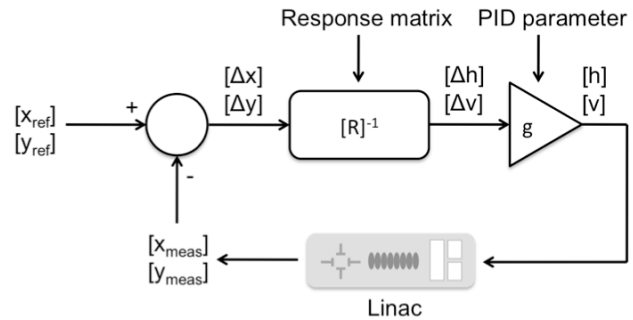 Response matrix
PID parameter
[Δx]
[Δy]
[Δh]
[Δv]
[h]
[v]
[x_ref]
[y_ref]
+
[R]⁻¹
g
-
[x_meas]
[y_meas]
Linac